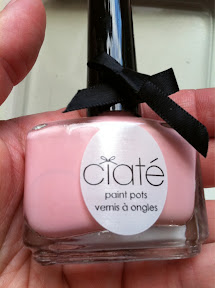 ciaté
paint pots
vernis à ongles